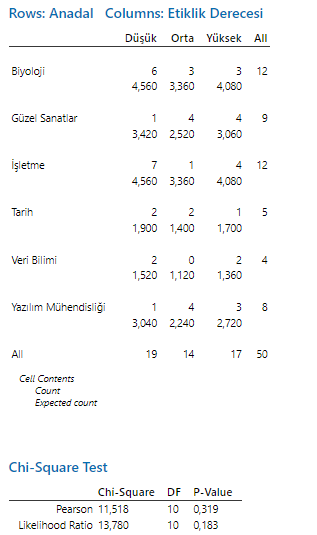 Rows: Anadal   Columns: Etiklik Derecesi
Düşük Orta Yüksek All
Biyoloji 6 3 3 12
4,560 3,360 4,080
Güzel Sanatlar 1 4 4 9
3,420 2,520 3,060
İşletme 7 1 4 12
4,560 3,360 4,080
Tarih 2 2 1 5
1,900 1,400 1,700
Veri Bilimi 2 0 2 4
1,520 1,120 1,360
Yazılım Mühendisliği 1 4 3 8
3,040 2,240 2,720
All 19 14 17 50
Cell Contents
Count
Expected count
Chi-Square Test
Chi-Square DF P-Value
Pearson 11,518 10 0,319
Likelihood Ratio 13,780 10 0,183